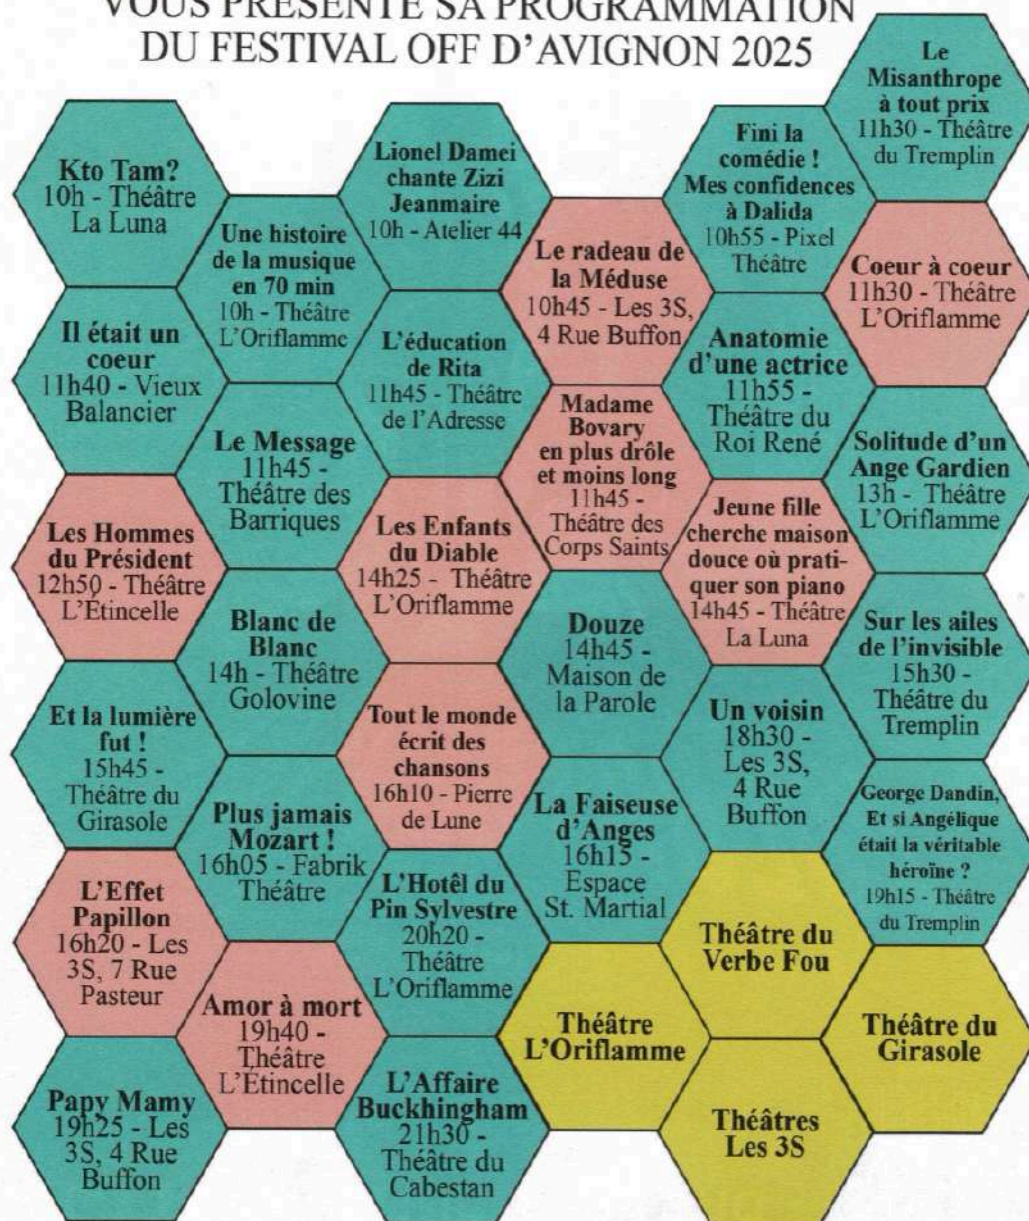 VOUS PRESENTE SA PROGRAMMATION
DU FESTIVAL OFF D'AVIGNON 2025
Kto Tam?
10h - Théâtre
La Luna
Une histoire
de la musique
en 70 min
10h - Théâtre
L'Oriflamme
Lionel Damei
chante Zizi
Jeanmaire
10h - Atelier 44
Le radeau de
la Méduse
10h45 - Les 3S,
4 Rue Buffon
Fini la
comédie !
Mes confidences
à Dalida
10h55 - Pixel
Théâtre
Le
Misanthrope
à tout prix
11h30 - Théâtre
du Tremplin
Coeur à coeur
11h30 - Théâtre
L'Oriflamme
Il était un
coeur
11h40 - Vieux
Balancier
Le Message
11h45 -
Théâtre des
Barriques
L'éducation
de Rita
11h45 - Théâtre
de l'Adresse
Madame
Bovary
en plus drôle
et moins long
11h45 -
Théâtre des
Corps Saints
Anatomie
d'une actrice
11h55 -
Théâtre du
Roi René
Solitude d'un
Ange Gardien
13h - Théâtre
L'Oriflamme
Les Hommes
du Président
12h50 - Théâtre
L'Etincelle
Blanc de
Blanc
14h - Théâtre
Golovine
Les Enfants
du Diable
14h25 - Théâtre
L'Oriflamme
Douze
14h45 -
Maison de
la Parole
Jeune fille
cherche maison
douce où prati-
quer son piano
14h45 - Théâtre
La Luna
Sur les ailes
de l'invisible
15h30 -
Théâtre du
Tremplin
Et la lumière
fut !
15h45 -
Théâtre du
Girasole
Plus jamais
Mozart !
16h05 - Fabrik
Théâtre
Tout le monde
écrit des
chansons
16h10 - Pierre
de Lune
La Faiseuse
d'Anges
16h15 -
Espace
St. Martial
Un voisin
18h30 -
Les 3S,
4 Rue
Buffon
George Dandin,
Et si Angélique
était la véritable
héroïne ?
19h15 - Théâtre
du Tremplin
L'Effet
Papillon
16h20 - Les
3S, 7 Rue
Pasteur
Amor à mort
19h40 -
Théâtre
L'Etincelle
L'Hotêl du
Pin Sylvestre
20h20 -
Théâtre
L'Oriflamme
Théâtre
L'Oriflamme
Théâtre du
Verbe Fou
Théâtre du
Girasole
Papy Mamy
19h25 - Les
3S, 4 Rue
Buffon
L'Affaire
Buckhingham
21h30 -
Théâtre du
Cabestan
Théâtres
Les 3S